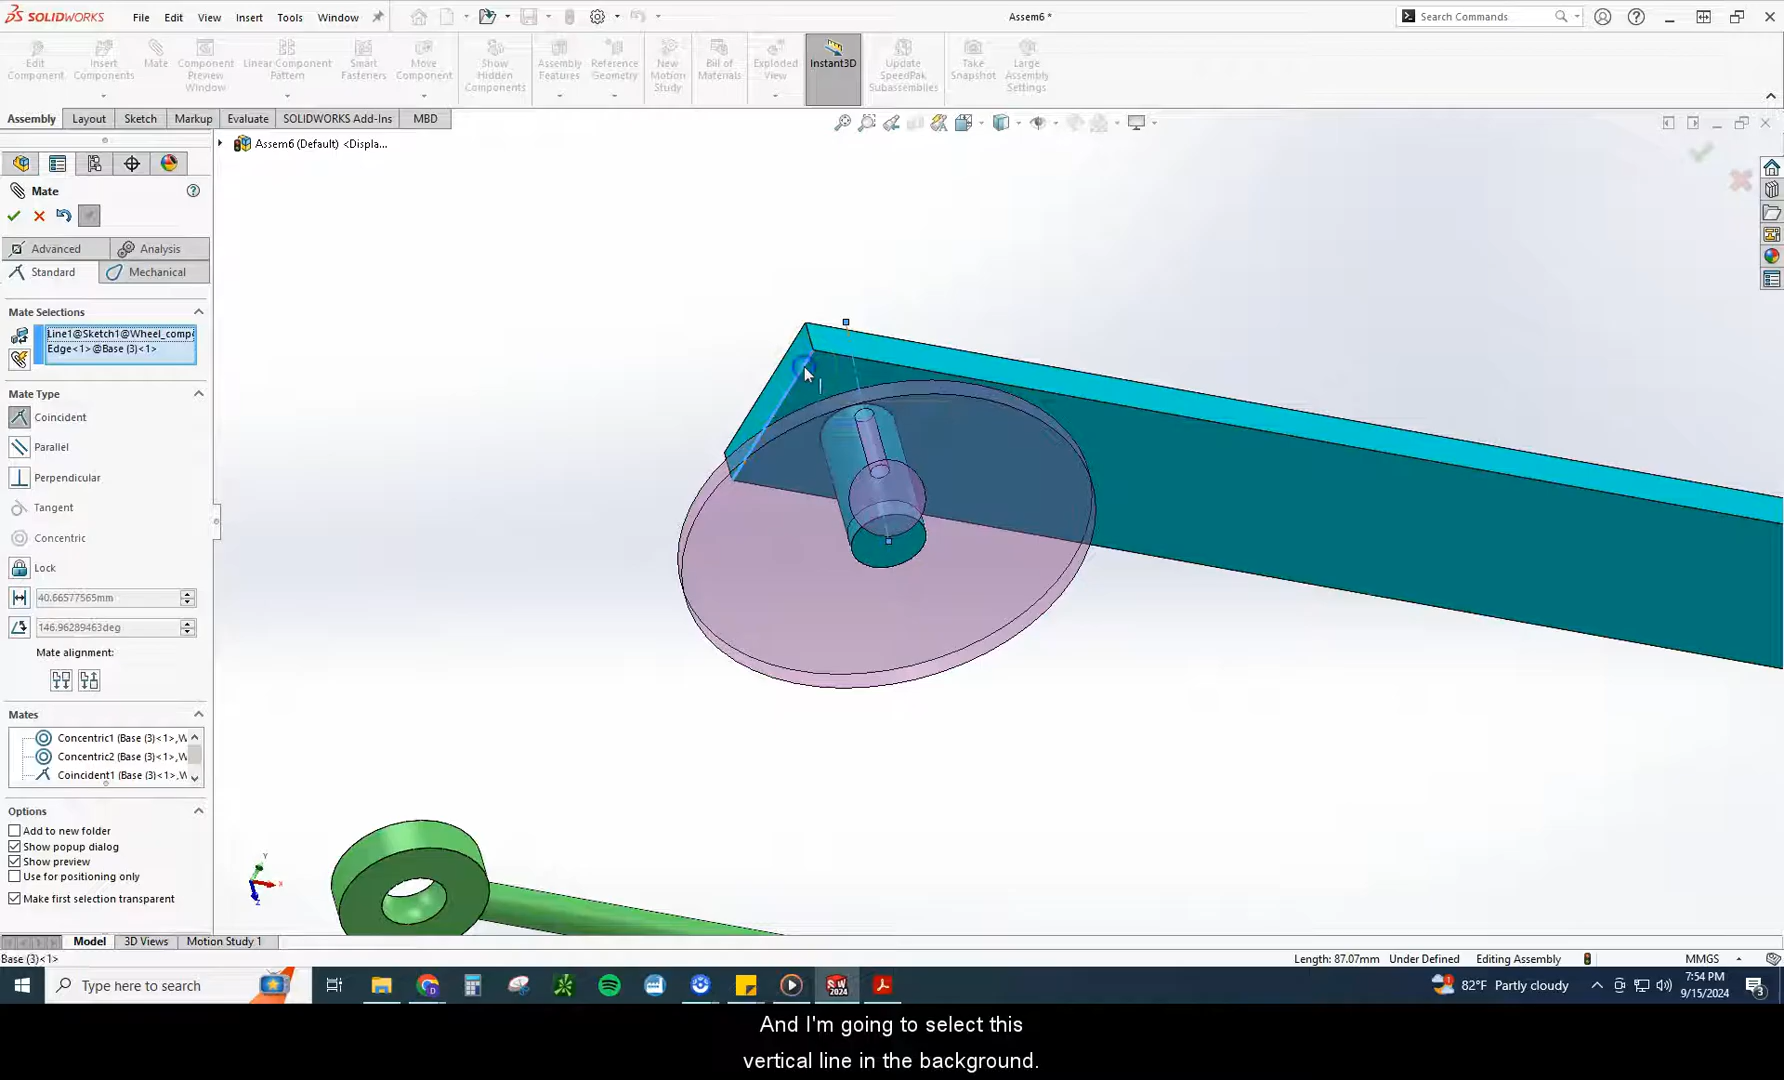 SOLIDWORKS File Edit View Insert Tools Window
Assem6 *
Search Commands
Edit Component
Insert Components
Mate
Component Preview Window
Linear Component Pattern
Smart Fasteners
Move Component
Show Hidden Components
Assembly Features
Reference Geometry
New Motion Study
Bill of Materials
Exploded View
Instant3D
Update SpeedPak Subassemblies
Take Snapshot
Large Assembly Settings
Assembly Layout Sketch Markup Evaluate SOLIDWORKS Add-Ins MBD
Assem6 (Default) <Displa...
Mate
Advanced Analysis
Standard Mechanical
Mate Selections
Line1@Sketch1@Wheel_comp
Edge<1>@Base (3)<1>
Mate Type
Coincident
Parallel
Perpendicular
Tangent
Concentric
Lock
40.66577565mm
146.96289463deg
Mate alignment:
Mates
Concentric1 (Base (3)<1>,W
Concentric2 (Base (3)<1>,W
Coincident1 (Base (3)<1>,W
Options
Add to new folder
Show popup dialog
Show preview
Use for positioning only
Make first selection transparent
Y
X
Z
Model 3D Views Motion Study 1
Base (3)<1>
Length: 87.07mm Under Defined Editing Assembly MMGS
Type here to search
SW 2024
82°F Partly cloudy
7:54 PM
9/15/2024
3
And I'm going to select this
vertical line in the background.